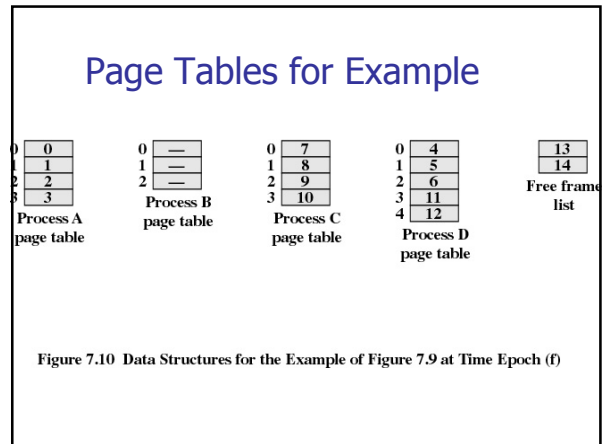 Page Tables for Example
0 0
1 1
2 2
3 3
Process A
page table
0 —
1 —
2 —
Process B
page table
0 7
1 8
2 9
3 10
Process C
page table
0 4
1 5
2 6
3 11
4 12
Process D
page table
13
14
Free frame
list
Figure 7.10 Data Structures for the Example of Figure 7.9 at Time Epoch (f)